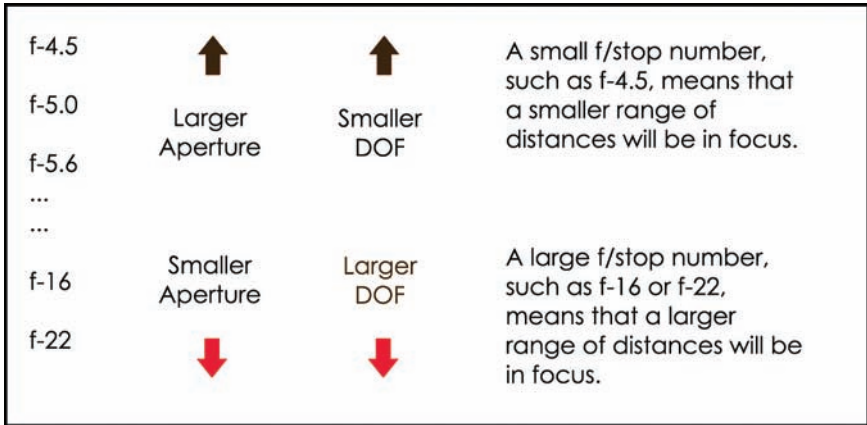 f-4.5
f-5.0
f-5.6
...
...
f-16
f-22
Larger
Aperture
Smaller
DOF
Smaller
Aperture
Larger
DOF
A small f/stop number,
such as f-4.5, means that
a smaller range of
distances will be in focus.
A large f/stop number,
such as f-16 or f-22,
means that a larger
range of distances will be
in focus.